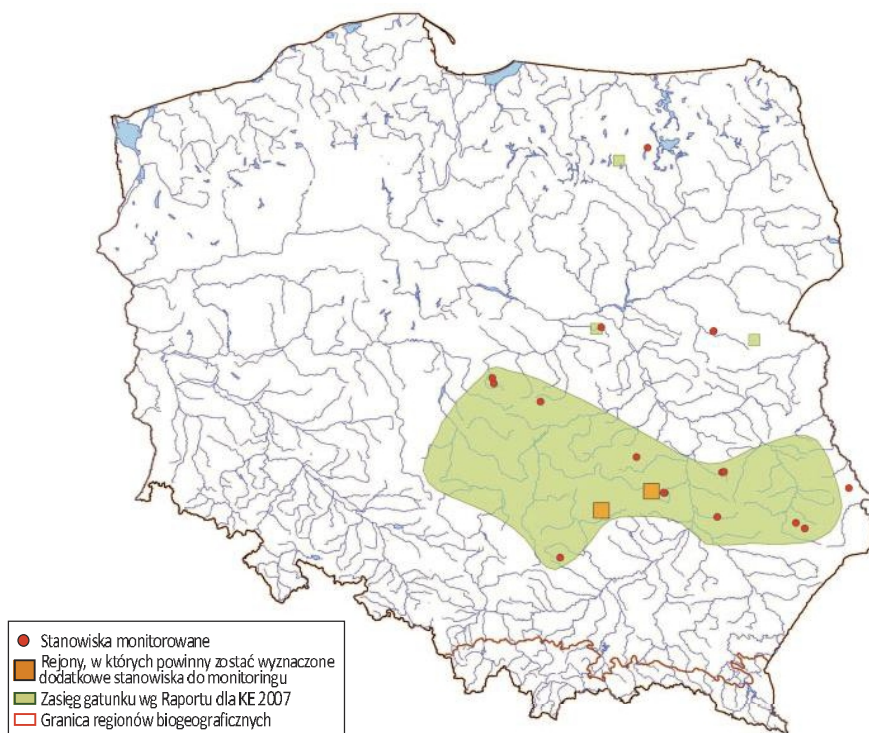 Stanowiska monitorowane
Rejony, w których powinny zostać wyznaczone
dodatkowe stanowiska do monitoringu
Zasięg gatunku wg Raportu dla KE 2007
Granica regionów biogeograficznych